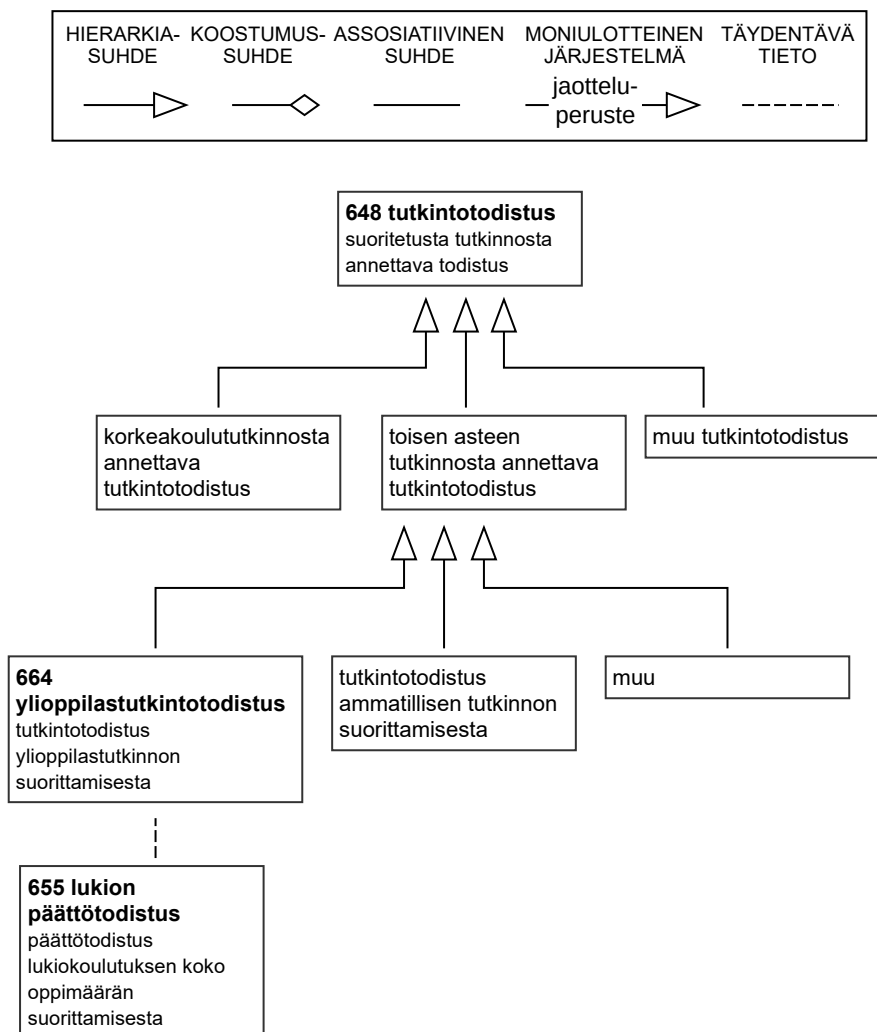 HIERARKIA-
SUHDE
KOOSTUMUS-
SUHDE
ASSOSIATIIVINEN
SUHDE
MONIULOTTEINEN
JÄRJESTELMÄ
jaottelu-
peruste
TÄYDENTÄVÄ
TIETO
648 tutkintotodistus
suoritetusta tutkinnosta
annettava todistus
korkeakoulututkinnosta
annettava
tutkintotodistus
toisen asteen
tutkinnosta annettava
tutkintotodistus
muu tutkintotodistus
664
ylioppilastutkintotodistus
tutkintotodistus
ylioppilastutkinnon
suorittamisesta
tutkintotodistus
ammatillisen tutkinnon
suorittamisesta
muu
655 lukion
päättötodistus
päättötodistus
lukiokoulutuksen koko
oppimäärän
suorittamisesta